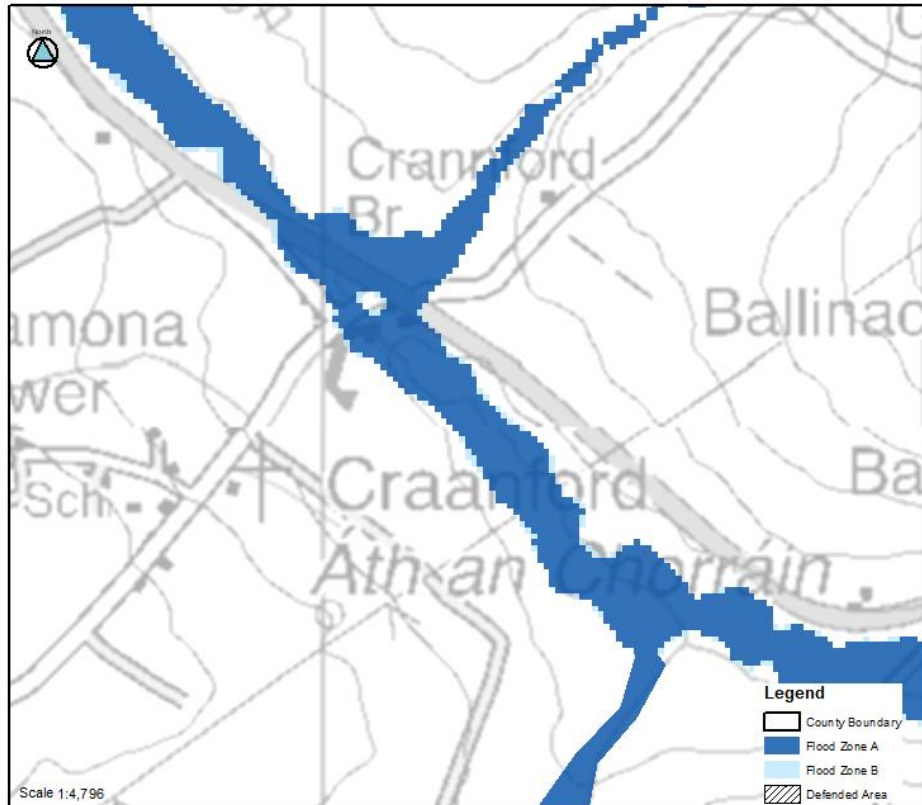 North
Crannford
Br
amona
wer
Sch
Ballinac
Ba
Craanford
Áth an Chorráin
Legend
County Boundary
Flood Zone A
Flood Zone B
Defended Area
Scale 1:4,796